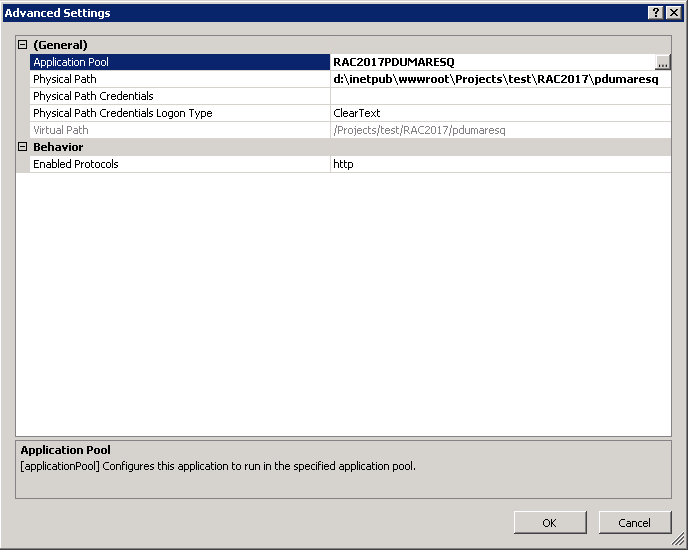 Advanced Settings
(General)
Application Pool RAC2017PDUMARESQ ...
Physical Path d:\inetpub\wwwroot\Projects\test\RAC2017\pdumaresq
Physical Path Credentials
Physical Path Credentials Logon Type ClearText
Virtual Path /Projects/test/RAC2017/pdumaresq
Behavior
Enabled Protocols http
Application Pool
[applicationPool] Configures this application to run in the specified application pool.
OK Cancel